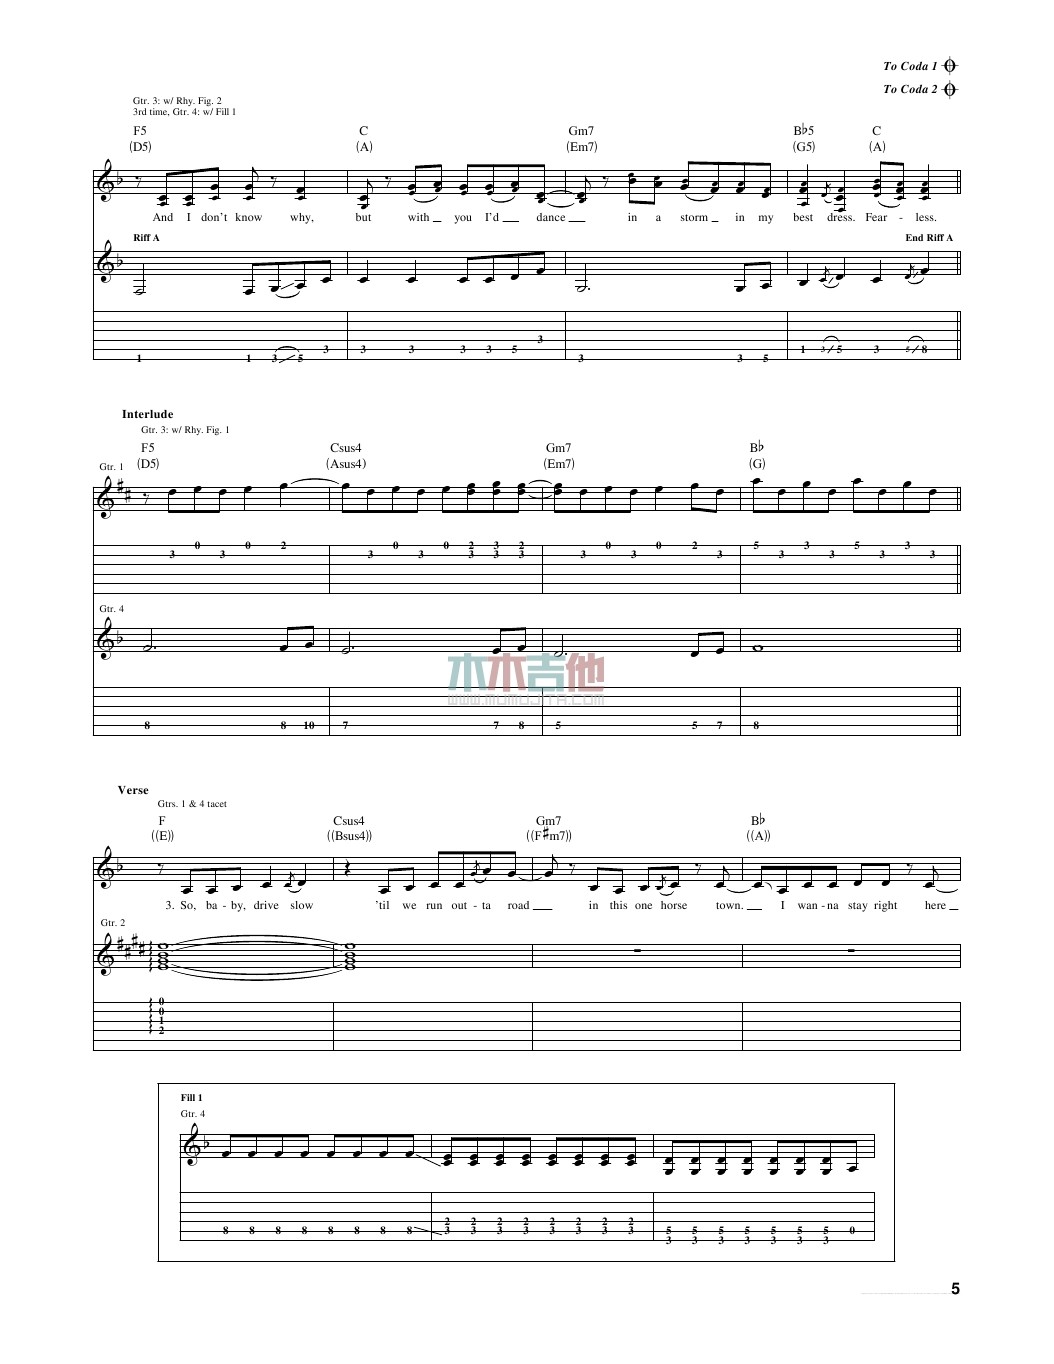 To Coda 1
To Coda 2
Gtr. 3: w/ Rhy. Fig. 2
3rd time, Gtr. 4: w/ Fill 1
F5 C Gm7 B♭5 C
(D5) (A) (Em7) (G5) (A)
And I don't know why, but with you I'd dance in a storm in my best dress. Fear - less.
Riff A End Riff A
1 1 3 5 3 3 3 3 3 5 3 3 3 5 1 3 5 3 5 8
Interlude
Gtr. 3: w/ Rhy. Fig. 1
F5 Csus4 Gm7 B♭
(D5) (Asus4) (Em7) (G)
Gtr. 1
0 0 2 0 0 2 3 2 0 0 2 5 3 5 3
3 3 3 3 3 3 3 3 3 3 3 3 3 3
Gtr. 4
8 8 10 7 7 8 5 5 7 8
木木吉他
WWW.MUMUJITA.COM
Verse
Gtrs. 1 & 4 tacet
F Csus4 Gm7 B♭
((E)) ((Bsus4)) ((F♯m7)) ((A))
3. So, ba - by, drive slow 'til we run out - ta road in this one horse town. I wan - na stay right here
Gtr. 2
0
0
1
2
Fill 1
Gtr. 4
2 2 2 2 2 2 2 2
8 8 8 8 8 8 8 8 3 3 3 3 3 3 3 3 5 5 5 5 5 5 5 0
3 3 3 3 3 3 3
5